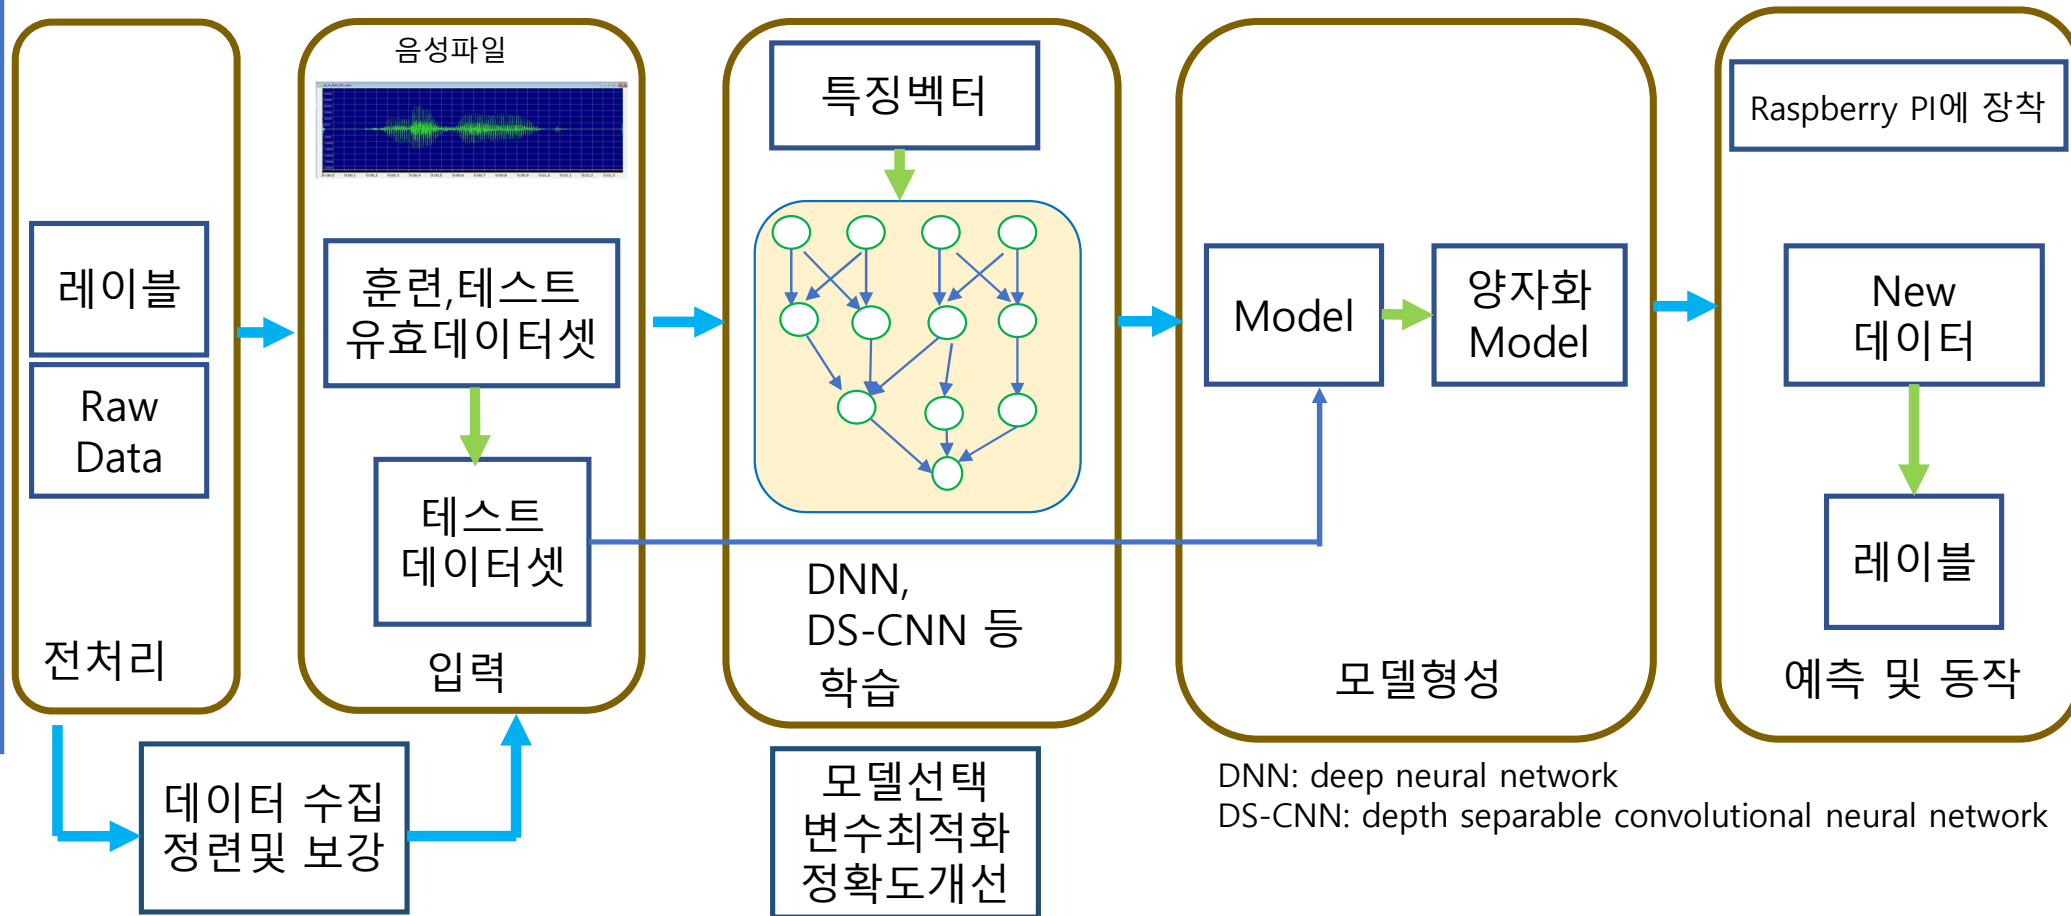 레이블
Raw
Data
전처리
데이터 수집
정련및 보강
음성파일
훈련,테스트
유효데이터셋
테스트
데이터셋
입력
특징벡터
DNN,
DS-CNN 등
학습
모델선택
변수최적화
정확도개선
Model
양자화
Model
모델형성
DNN: deep neural network
DS-CNN: depth separable convolutional neural network
Raspberry PI에 장착
New
데이터
레이블
예측 및 동작